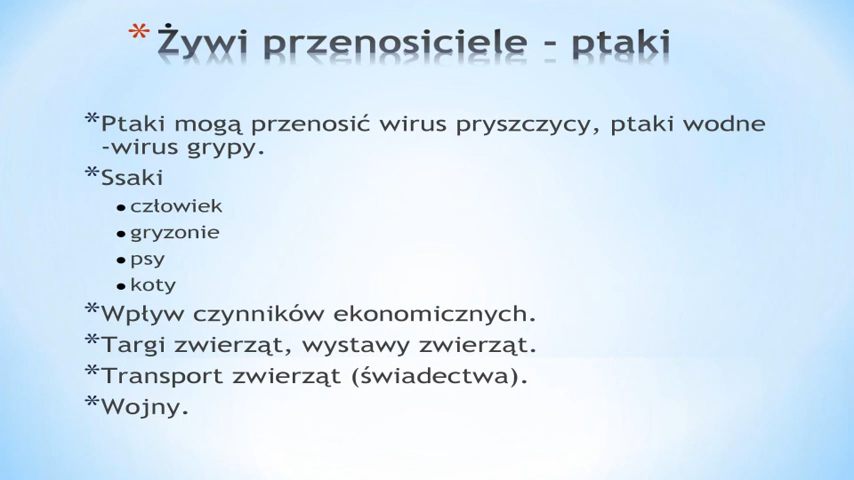 * Żywi przenosiciele - ptaki
*Ptaki mogą przenosić wirus pryszczycy, ptaki wodne
-wirus grypy.
*Ssaki
• człowiek
• gryzonie
• psy
• koty
*Wpływ czynników ekonomicznych.
*Targi zwierząt, wystawy zwierząt.
*Transport zwierząt (świadectwa).
*Wojny.